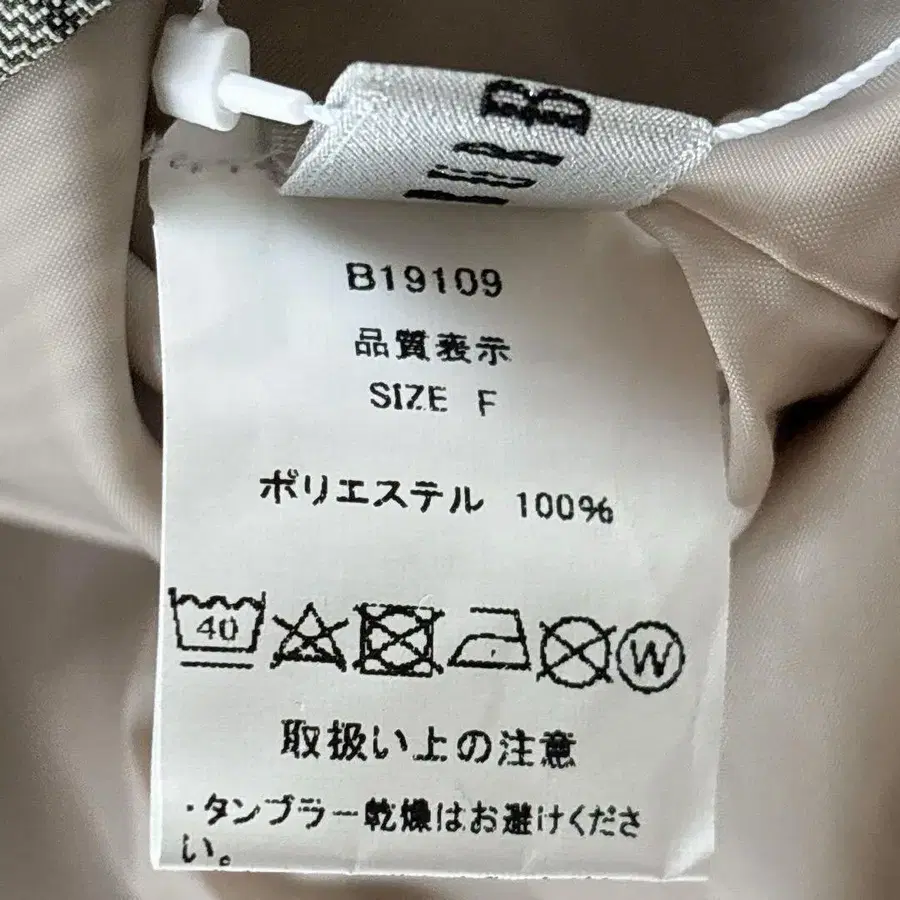 B19109
品質表示
SIZE F
ポリエステル 100%
40
W
取扱い上の注意
・タンブラー乾燥はお避けくださ
い。